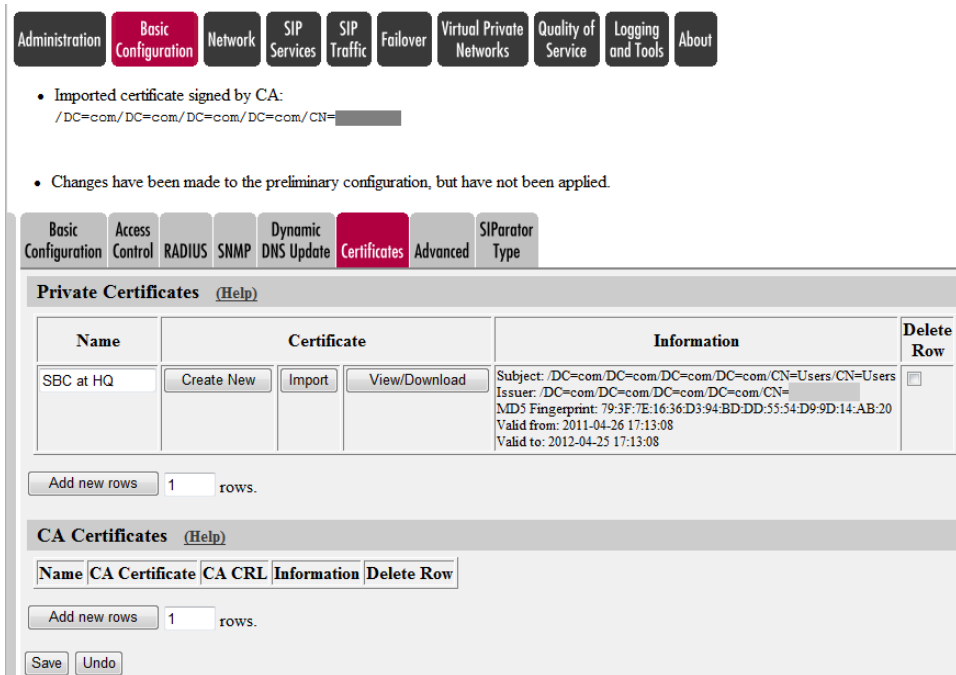 Administration Basic Configuration Network SIP Services SIP Traffic Failover Virtual Private Networks Quality of Service Logging and Tools About
• Imported certificate signed by CA:
/DC=com/DC=com/DC=com/DC=com/CN=
• Changes have been made to the preliminary configuration, but have not been applied.
Basic Configuration Access Control RADIUS SNMP Dynamic DNS Update Certificates Advanced SIParator Type
Private Certificates (Help)
Name Certificate Information Delete Row
SBC at HQ Create New Import View/Download Subject: /DC=com/DC=com/DC=com/DC=com/CN=Users/CN=Users
Issuer: /DC=com/DC=com/DC=com/DC=com/CN=
MD5 Fingerprint: 79:3F:7E:16:36:D3:94:BD:DD:55:54:D9:9D:14:AB:20
Valid from: 2011-04-26 17:13:08
Valid to: 2012-04-25 17:13:08
Add new rows 1 rows.
CA Certificates (Help)
Name CA Certificate CA CRL Information Delete Row
Add new rows 1 rows.
Save Undo